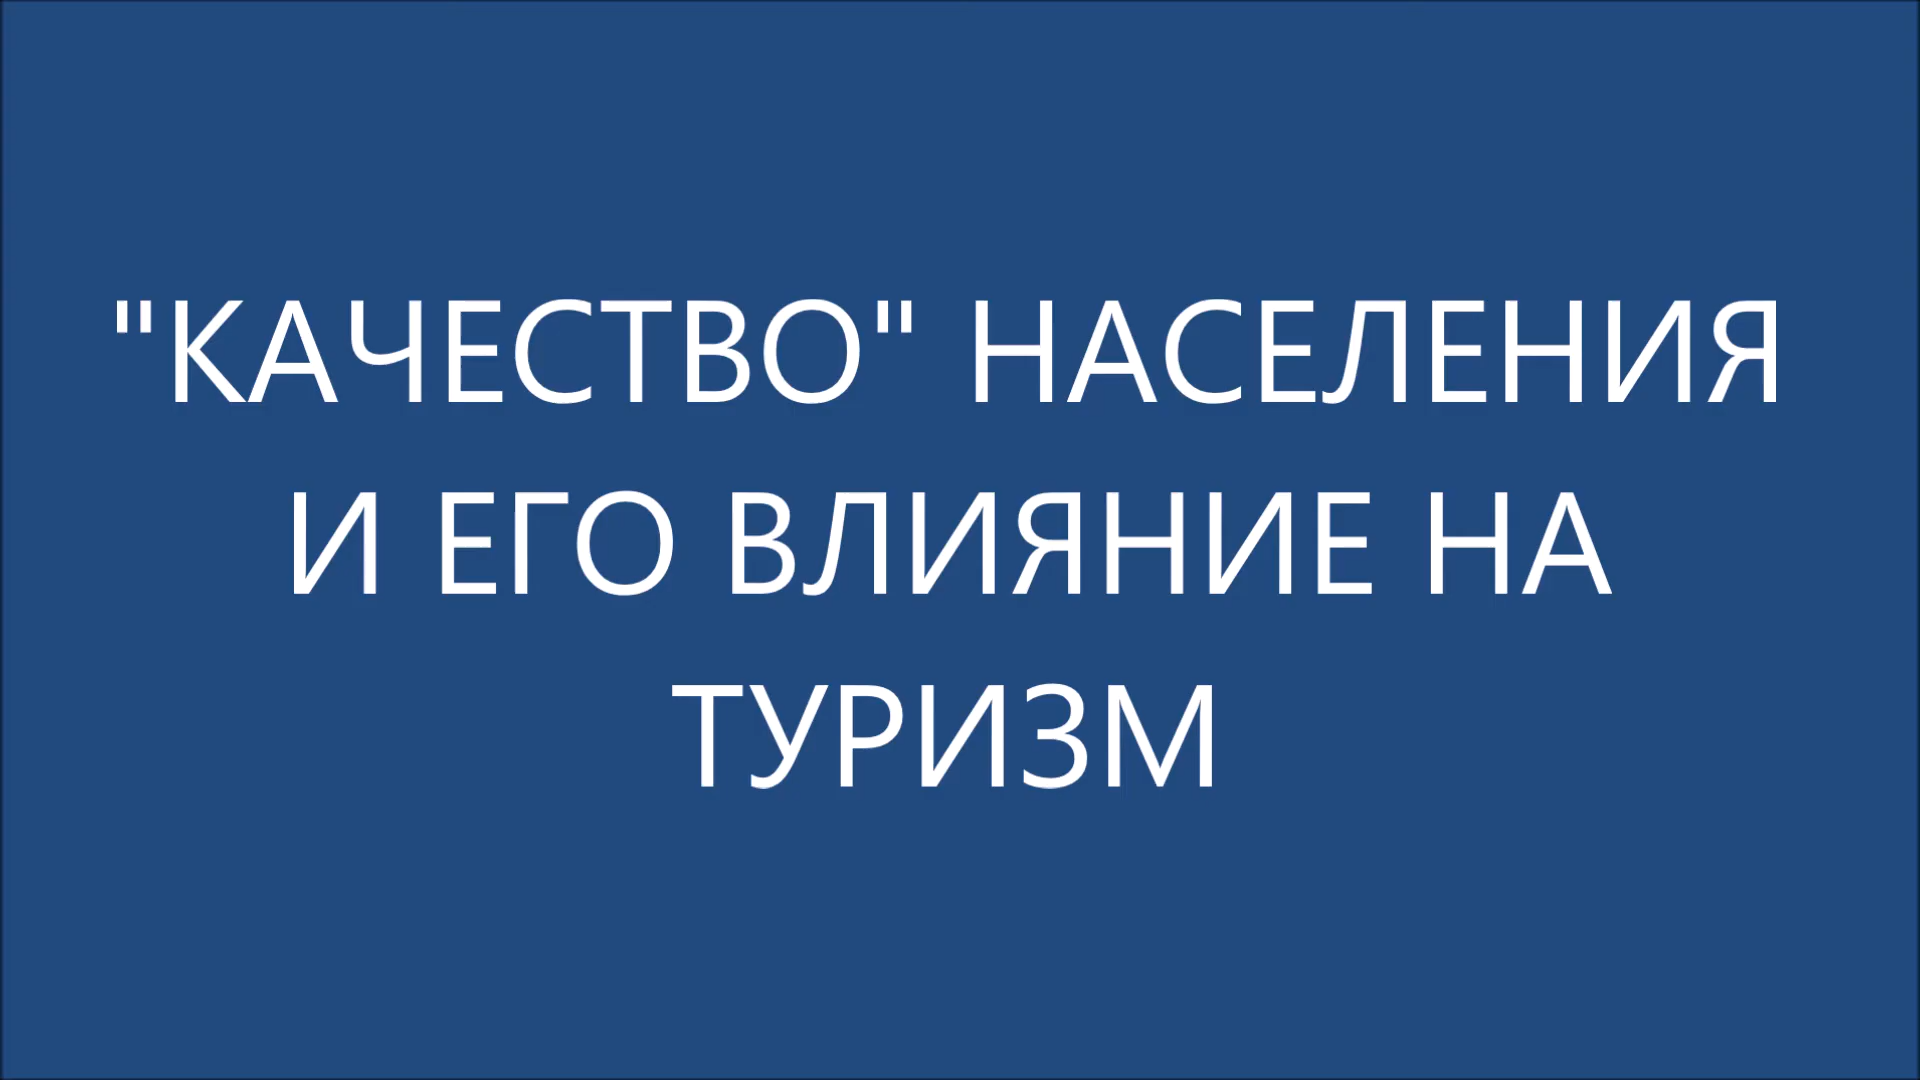 "КАЧЕСТВО" НАСЕЛЕНИЯ
И ЕГО ВЛИЯНИЕ НА
ТУРИЗМ